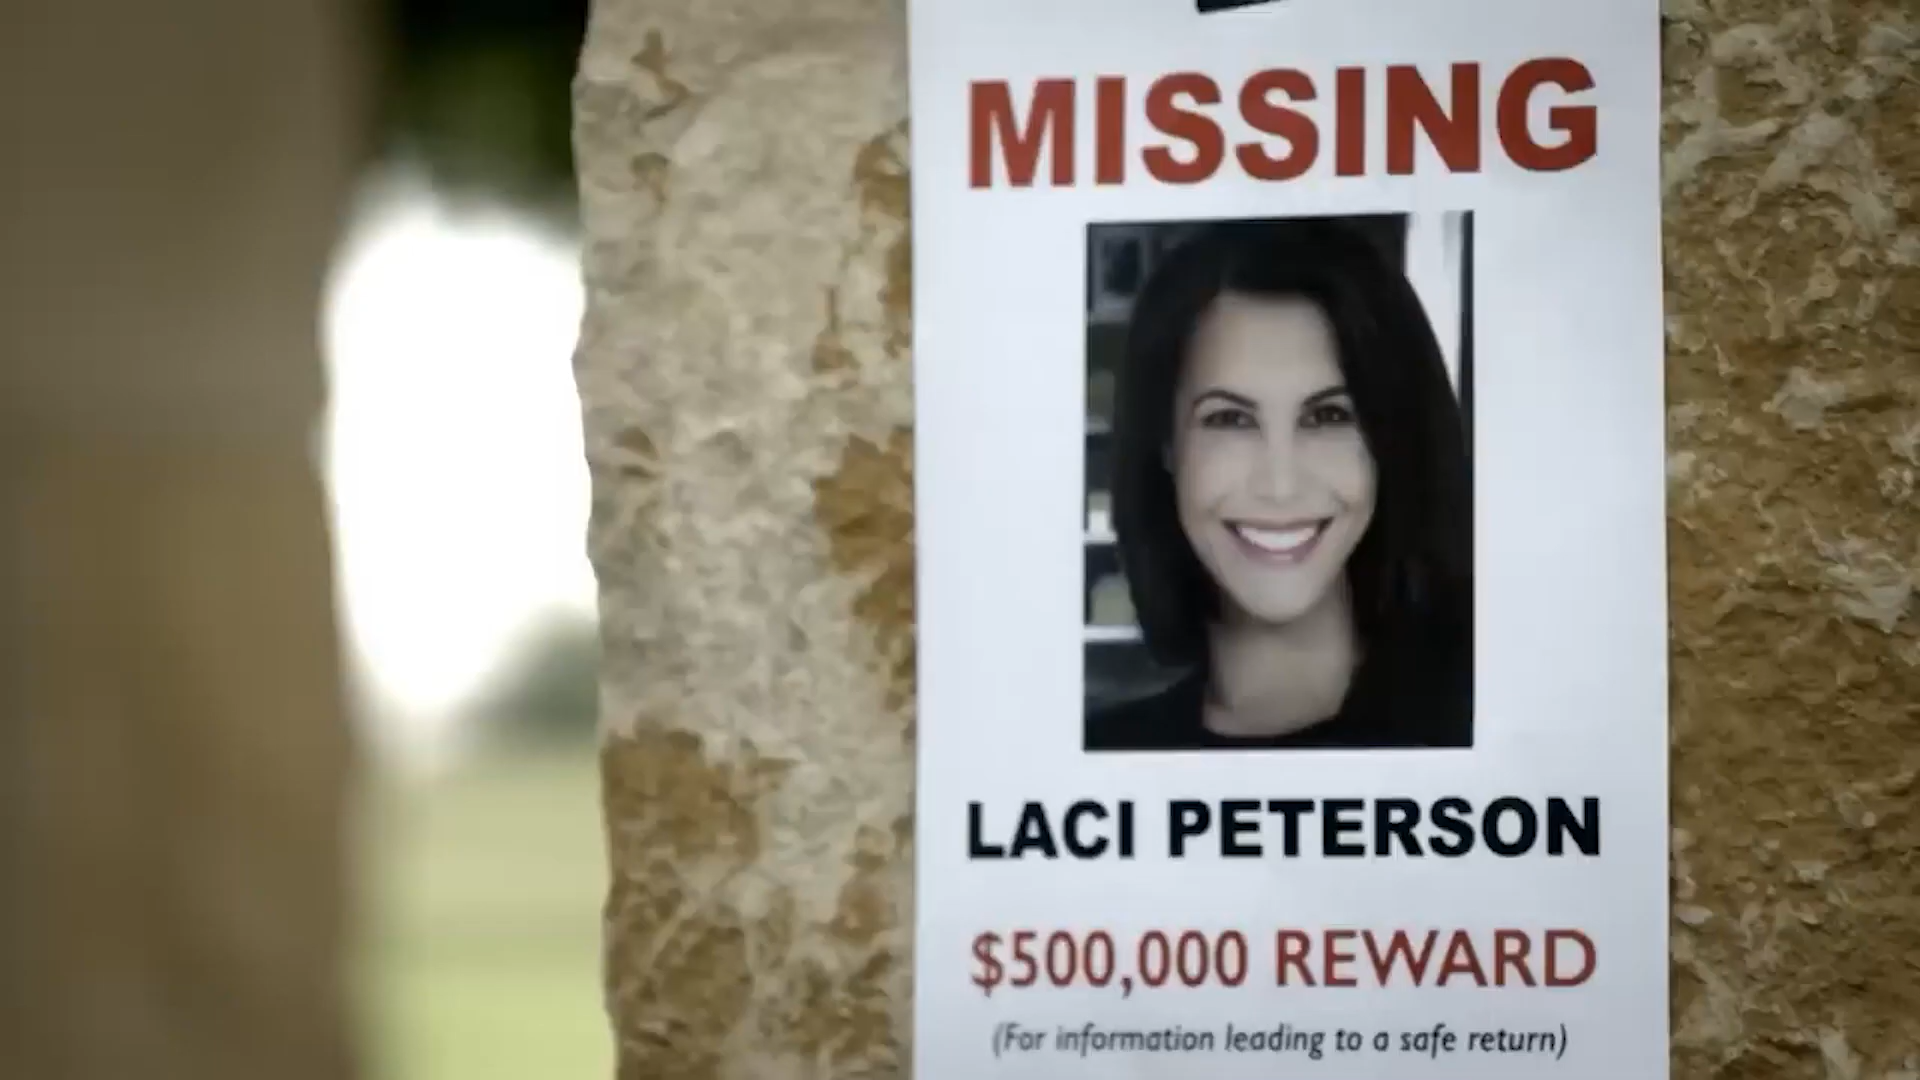 MISSING
LACI PETERSON
$500,000 REWARD
(For information leading to a safe return)